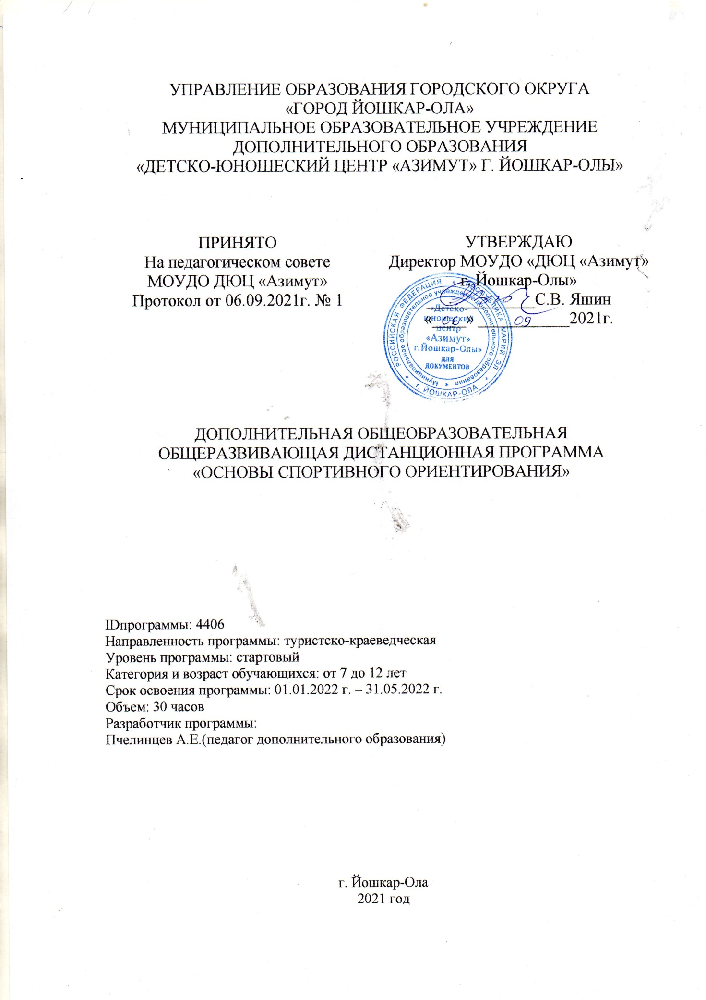 УПРАВЛЕНИЕ ОБРАЗОВАНИЯ ГОРОДСКОГО ОКРУГА
«ГОРОД ЙОШКАР-ОЛА»
МУНИЦИПАЛЬНОЕ ОБРАЗОВАТЕЛЬНОЕ УЧРЕЖДЕНИЕ
ДОПОЛНИТЕЛЬНОГО ОБРАЗОВАНИЯ
«ДЕТСКО-ЮНОШЕСКИЙ ЦЕНТР «АЗИМУТ» Г. ЙОШКАР-ОЛЫ»
ПРИНЯТО
На педагогическом совете
МОУДО ДЮЦ «Азимут»
Протокол от 06.09.2021г. № 1
УТВЕРЖДАЮ
Директор МОУДО «ДЮЦ «Азимут»
г. Йошкар-Олы»
С.В. Яшин
«06» 09 2021г.
РОССИЙСКАЯ ФЕДЕРАЦИЯ * РЕСПУБЛИКА МАРИЙ ЭЛ * г. ЙОШКАР-ОЛА *
Муниципальное образовательное учреждение дополнительного образования *
«Детско-
юношеский
центр
«Азимут»
г.Йошкар-Олы»
ДЛЯ
ДОКУМЕНТОВ
ДОПОЛНИТЕЛЬНАЯ ОБЩЕОБРАЗОВАТЕЛЬНАЯ
ОБЩЕРАЗВИВАЮЩАЯ ДИСТАНЦИОННАЯ ПРОГРАММА
«ОСНОВЫ СПОРТИВНОГО ОРИЕНТИРОВАНИЯ»
IDпрограммы: 4406
Направленность программы: туристско-краеведческая
Уровень программы: стартовый
Категория и возраст обучающихся: от 7 до 12 лет
Срок освоения программы: 01.01.2022 г. – 31.05.2022 г.
Объем: 30 часов
Разработчик программы:
Пчелинцев А.Е.(педагог дополнительного образования)
г. Йошкар-Ола
2021 год